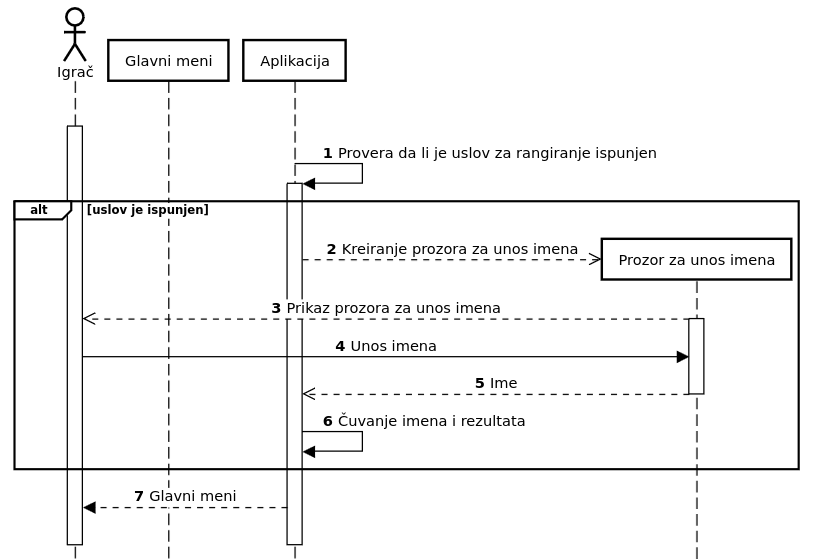 Igrač
Glavni meni
Aplikacija
1 Provera da li je uslov za rangiranje ispunjen
alt
[uslov je ispunjen]
2 Kreiranje prozora za unos imena
Prozor za unos imena
3 Prikaz prozora za unos imena
4 Unos imena
5 Ime
6 Čuvanje imena i rezultata
7 Glavni meni